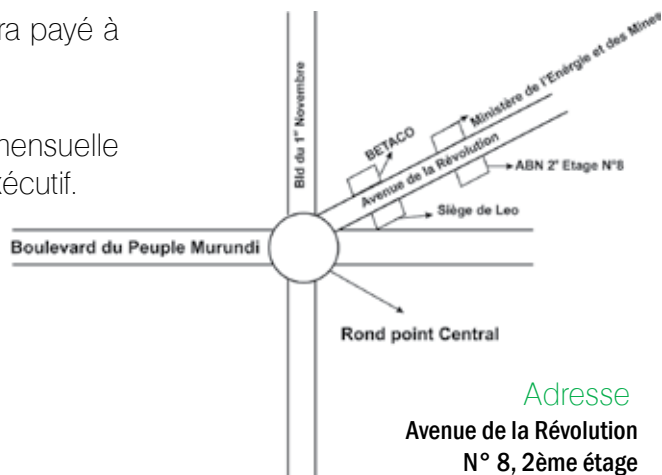 ra payé à
mensuelle
xécutif.
Bld du 1er Novembre
BETACO
Ministère de l'Enérgie et des Mines
Avenue de la Révolution
ABN 2e Etage N°8
Siège de Leo
Boulevard du Peuple Murundi
Rond point Central
Adresse
Avenue de la Révolution
N° 8, 2ème étage